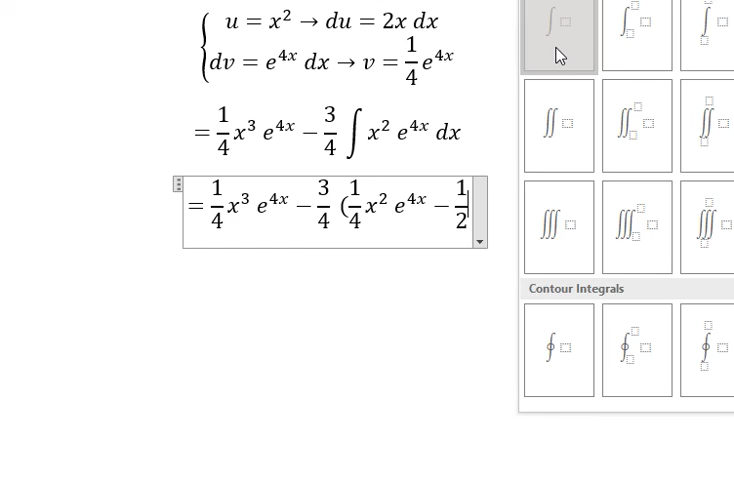 u = x² → du = 2x dx
dv = e⁴ˣ dx → v = 1/4 e⁴ˣ
= 1/4 x³ e⁴ˣ − 3/4 ∫ x² e⁴ˣ dx
= 1/4 x³ e⁴ˣ − 3/4 (1/4 x² e⁴ˣ − 1/2
Contour Integrals